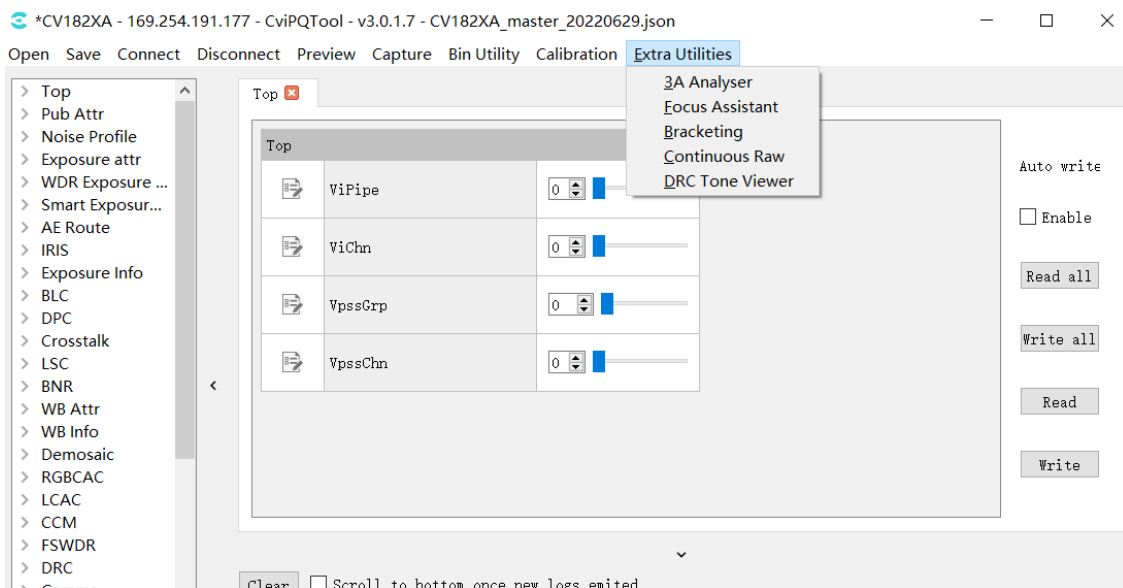 *CV182XA - 169.254.191.177 - CviPQTool - v3.0.1.7 - CV182XA_master_20220629.json
Open Save Connect Disconnect Preview Capture Bin Utility Calibration Extra Utilities
3A Analyser
Focus Assistant
Bracketing
Continuous Raw
DRC Tone Viewer
Top
Pub Attr
Noise Profile
Exposure attr
WDR Exposure ...
Smart Exposur...
AE Route
IRIS
Exposure Info
BLC
DPC
Crosstalk
LSC
BNR
WB Attr
WB Info
Demosaic
RGBCAC
LCAC
CCM
FSWDR
DRC
Top
Top
ViPipe 0
ViChn 0
VpssGrp 0
VpssChn 0
Auto write
Enable
Read all
Write all
Read
Write
Clear Scroll to bottom once new logs emited